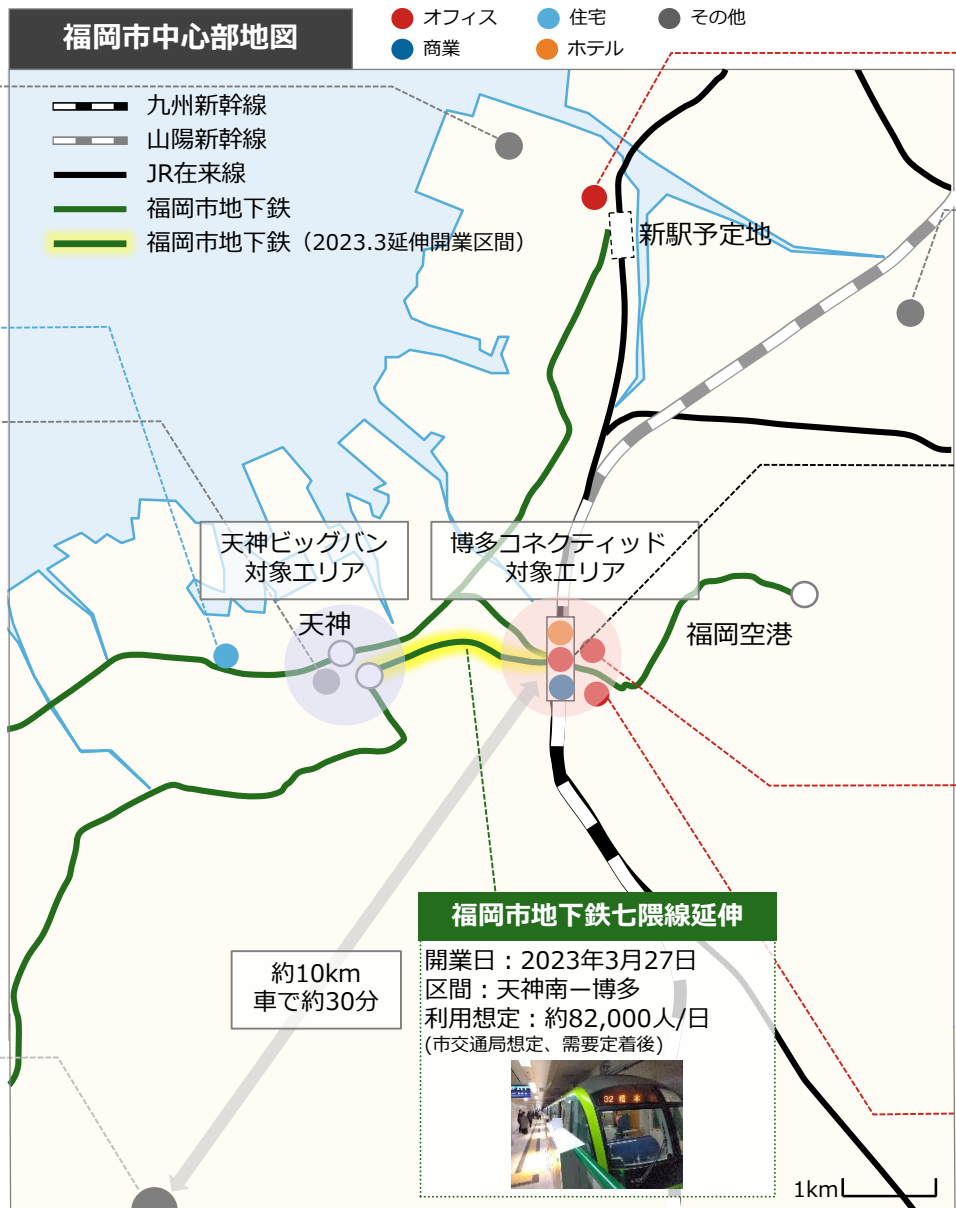 福岡市中心部地図
オフィス
住宅
その他
商業
ホテル
九州新幹線
山陽新幹線
JR在来線
福岡市地下鉄
福岡市地下鉄（2023.3延伸開業区間）
新駅予定地
天神ビッグバン
対象エリア
博多コネクティッド
対象エリア
天神
福岡空港
福岡市地下鉄七隈線延伸
開業日：2023年3月27日
区間：天神南ー博多
利用想定：約82,000人/日
(市交通局想定、需要定着後)
約10km
車で約30分
32 橋本
1km